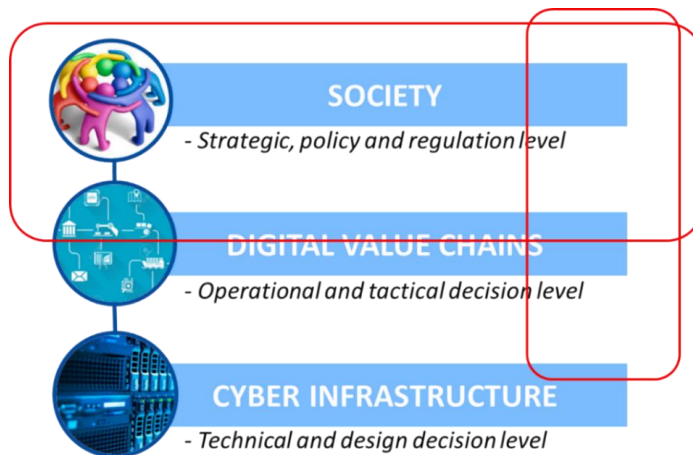 SOCIETY
- Strategic, policy and regulation level
DIGITAL VALUE CHAINS
- Operational and tactical decision level
CYBER INFRASTRUCTURE
- Technical and design decision level